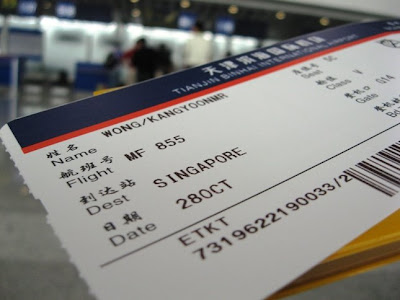 天津滨海国际机场
TIANJIN BINHAI INTERNATIONAL AIRPORT
姓名
Name WONG/KANGYOONMR
航班号
Flight MF 855
到达站
Dest SINGAPORE
日期
Date 28OCT
ETKT
7319622190033/2
座位号
Seat
舱位
Class V
登机口
Gate